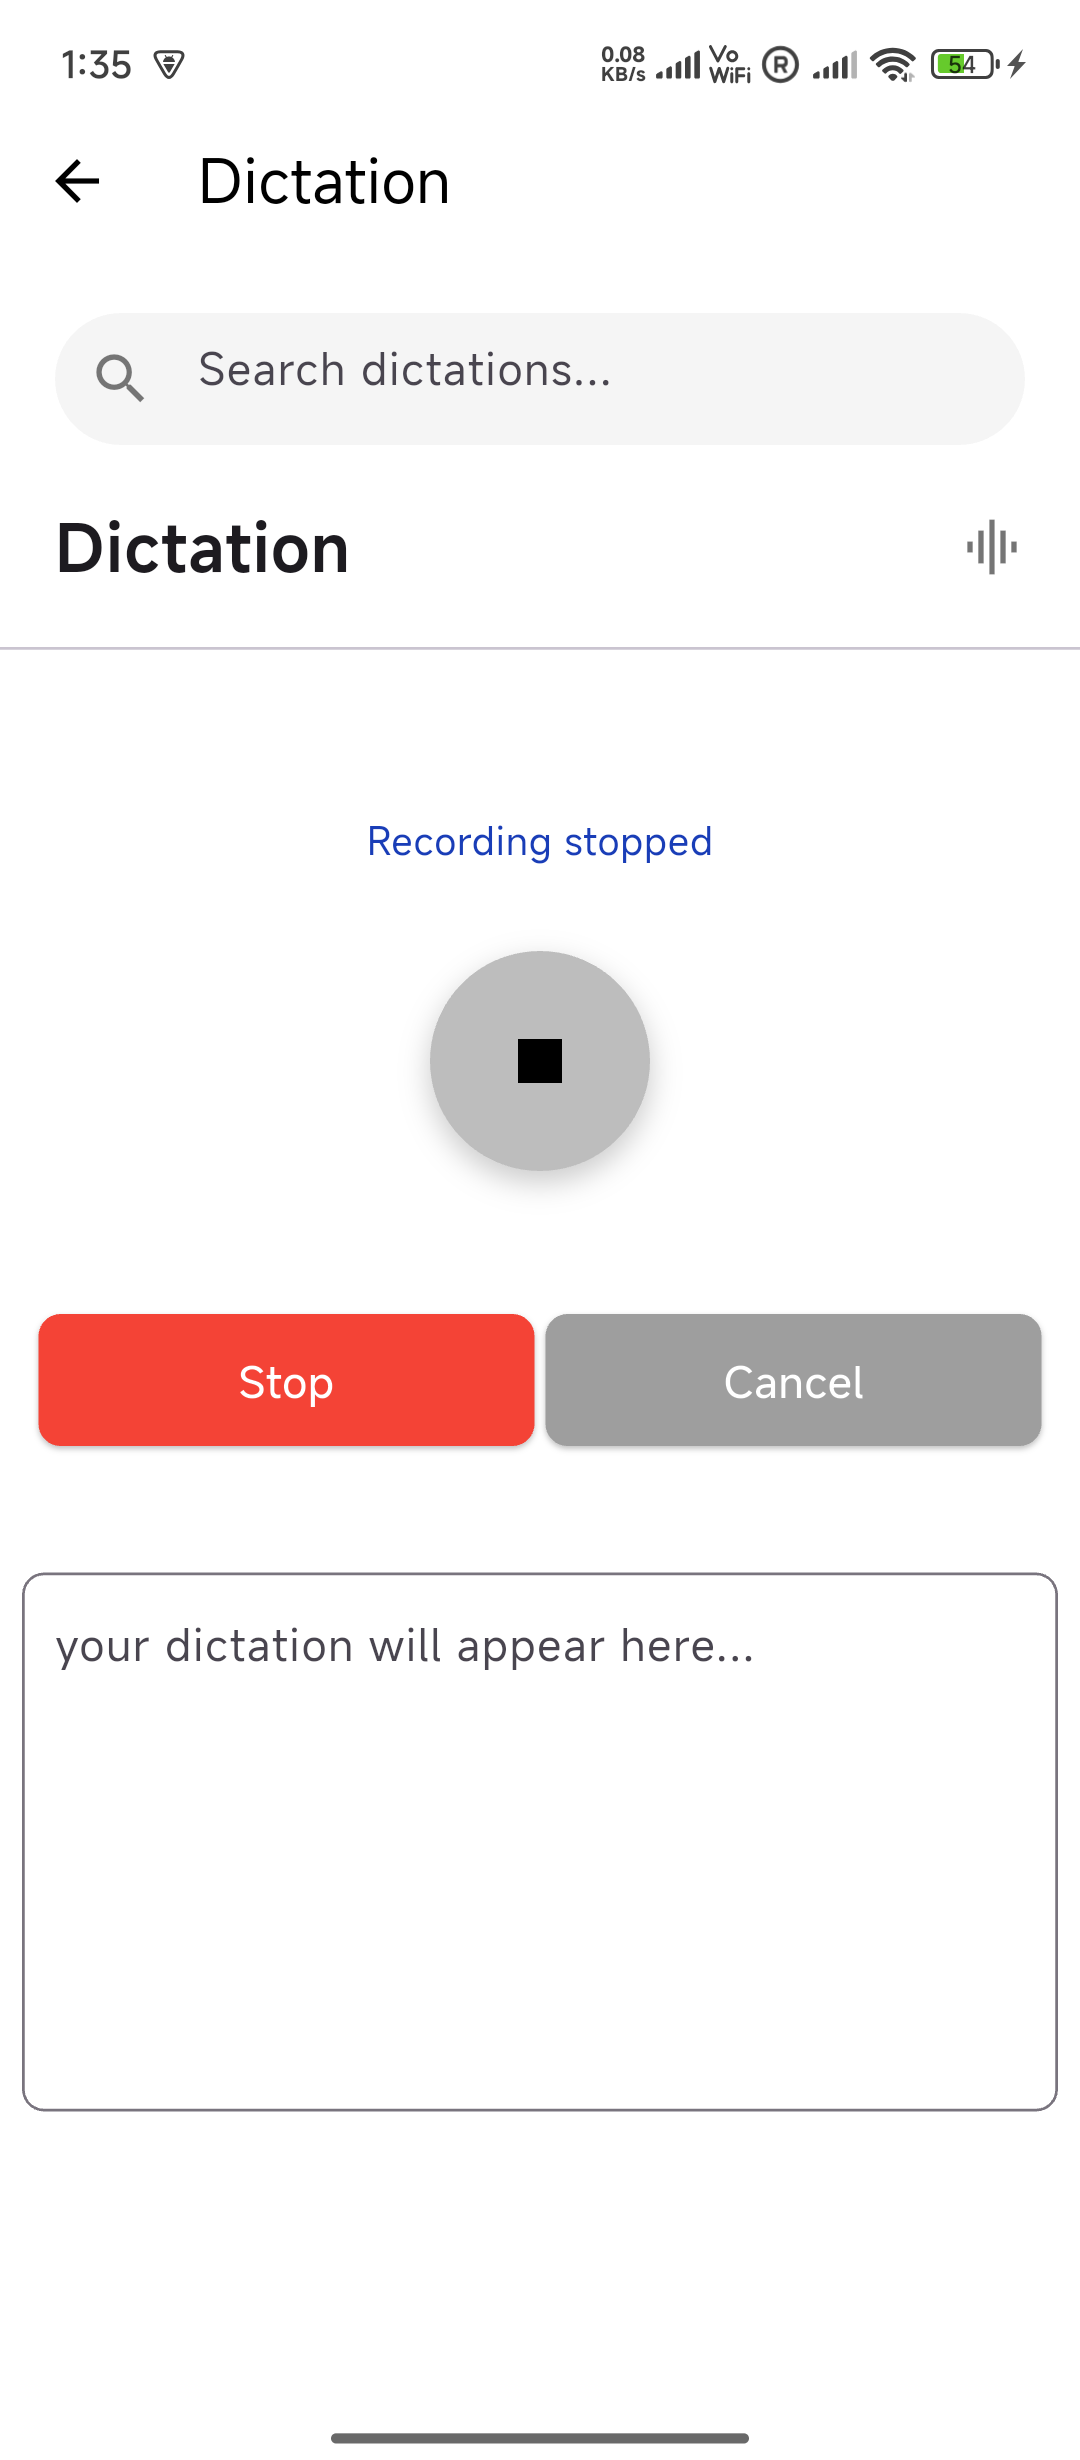 1:35 0.08 KB/s Vo WiFi R 54
Dictation
Search dictations...
Dictation
Recording stopped
Stop Cancel
your dictation will appear here...